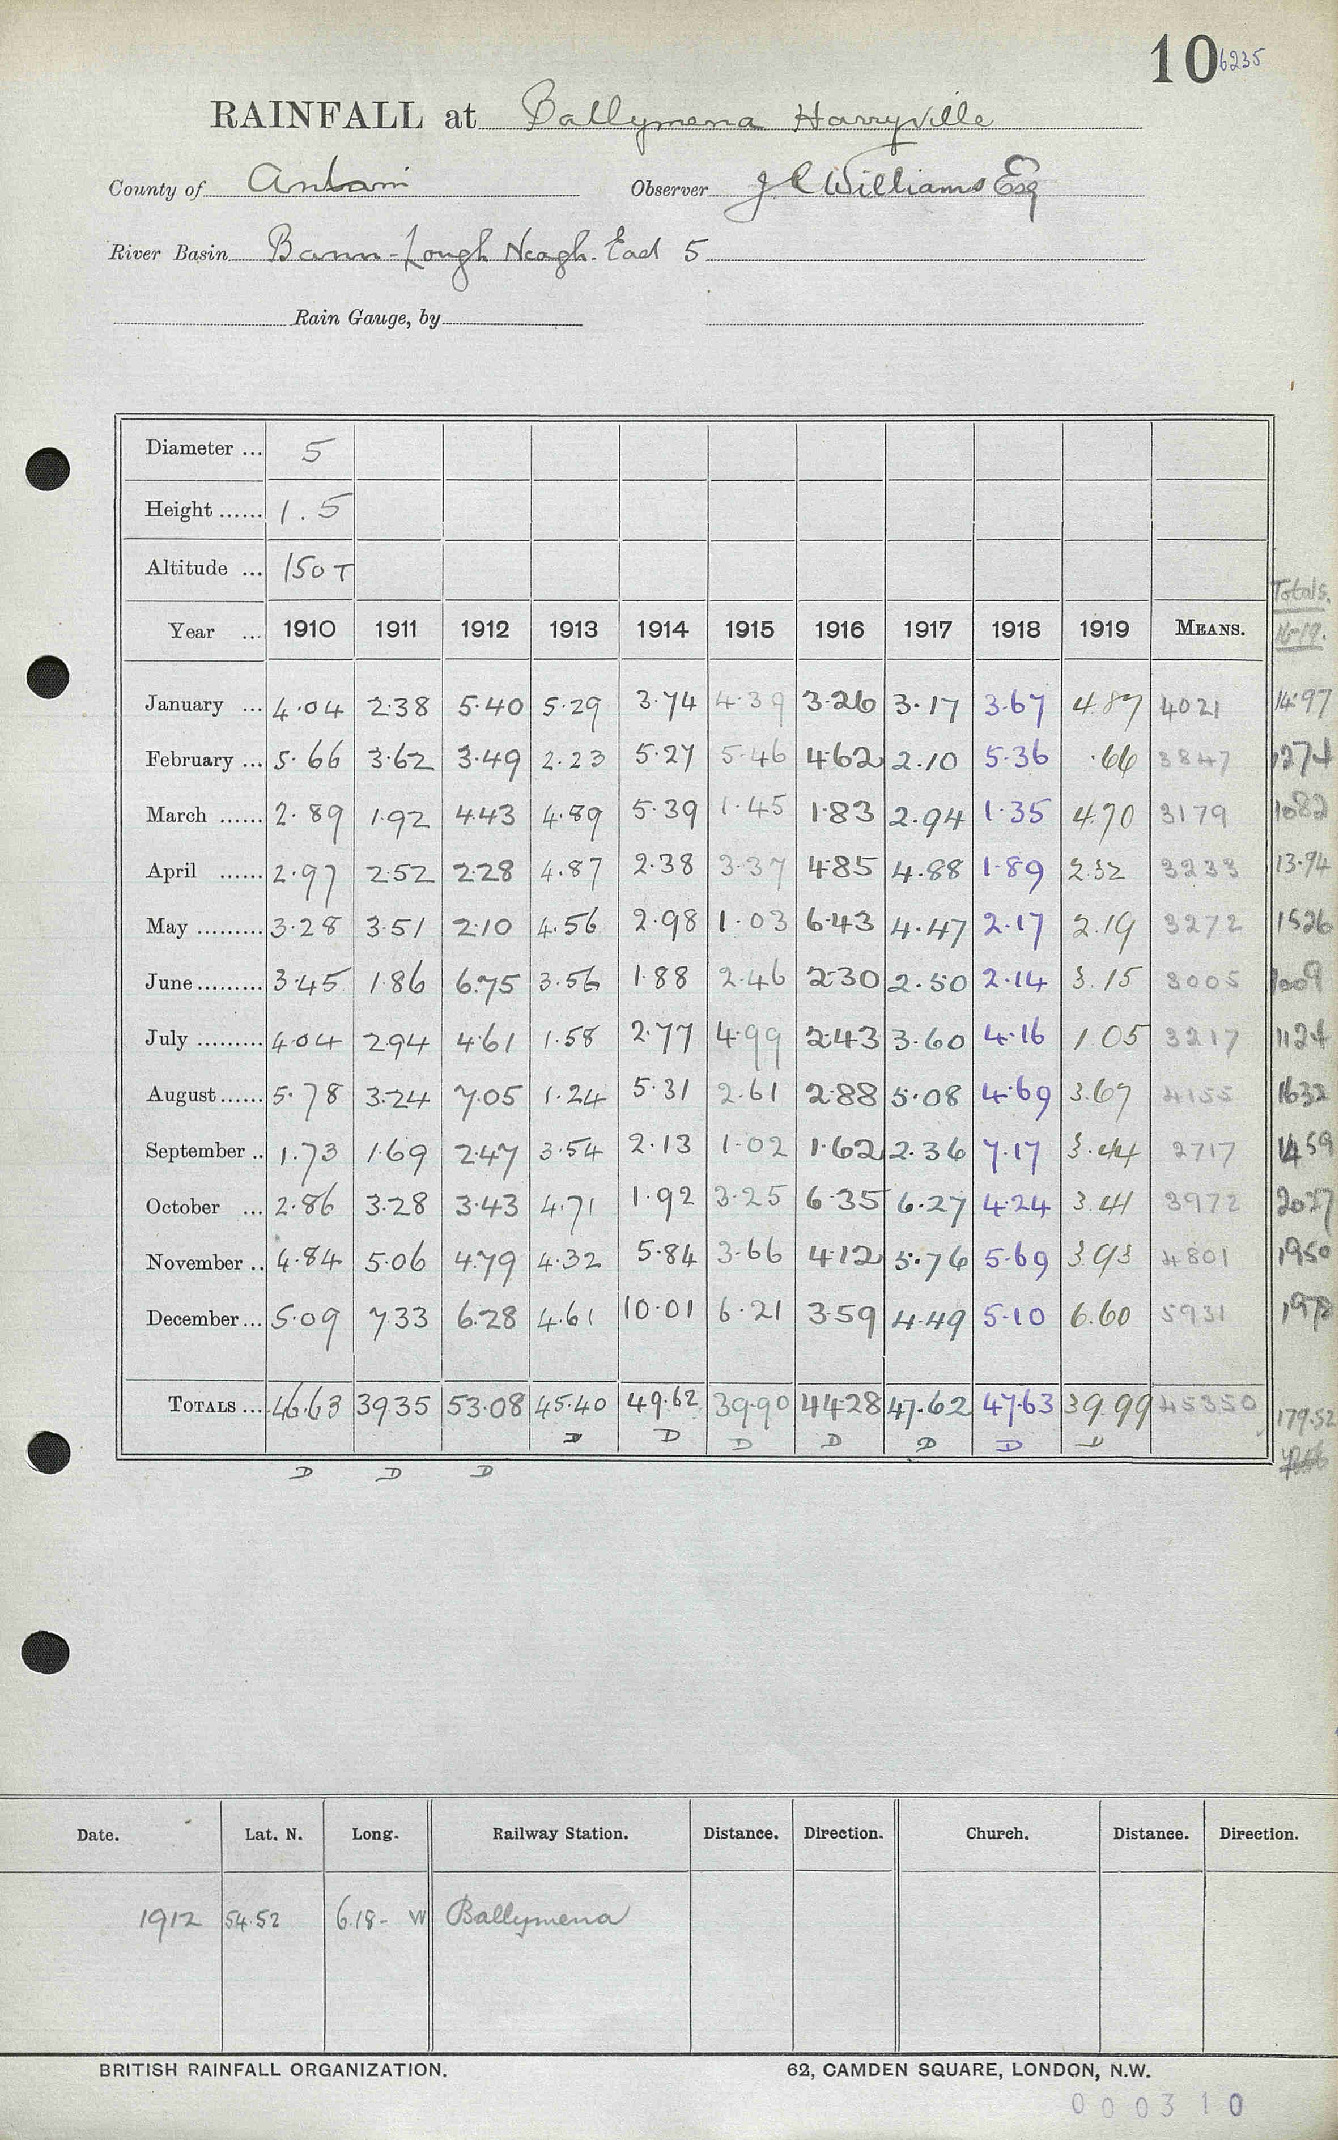 10 6235
RAINFALL at Ballymena Harryville
County of Antrim Observer J C Williams Esq
River Basin Bann-Lough Neagh. East 5
Rain Gauge, by
Diameter ... 5
Height ...... 1.5
Altitude ... 150 T
Totals.
Year ... 1910 1911 1912 1913 1914 1915 1916 1917 1918 1919 MEANS. 16-19.
January ... 4.04 2.38 5.40 5.29 3.74 4.39 3.26 3.17 3.67 4.87 4021 14.97
February ... 5.66 3.62 3.49 2.23 5.27 5.46 4.62 2.10 5.36 .66 3847 1274
March ...... 2.89 1.92 4.43 4.89 5.39 1.45 1.83 2.94 1.35 4.70 3179 1082
April ...... 2.97 2.52 2.28 4.87 2.38 3.37 4.85 4.88 1.89 2.32 3233 13.94
May ......... 3.28 3.51 2.10 4.56 2.98 1.03 6.43 4.47 2.17 2.19 3272 1526
June ......... 3.45 1.86 6.75 3.56 1.88 2.46 2.30 2.50 2.14 3.15 3005 1009
July ......... 4.04 2.94 4.61 1.58 2.77 4.99 2.43 3.60 4.16 1.05 3217 1124
August ...... 5.78 3.24 7.05 1.24 5.31 2.61 2.88 5.08 4.69 3.67 4155 1632
September .. 1.73 1.69 2.47 3.54 2.13 1.02 1.62 2.36 7.17 3.44 2717 1459
October ... 2.86 3.28 3.43 4.71 1.92 3.25 6.35 6.27 4.24 3.41 3972 2027
November .. 4.84 5.06 4.79 4.32 5.84 3.66 4.12 5.76 5.69 3.93 4801 1950
December ... 5.09 7.33 6.28 4.61 10.01 6.21 3.59 4.49 5.10 6.60 5931 1978
TOTALS ... 46.63 39.35 53.08 45.40 49.62 39.90 44.28 47.62 47.63 39.99 45350 179.52
D D D D D D D
D D D
Date. Lat. N. Long. Railway Station. Distance. Direction. Church. Distance. Direction.
1912 54.52 6.18- W Ballymena
BRITISH RAINFALL ORGANIZATION. 62, CAMDEN SQUARE, LONDON, N.W.
000310